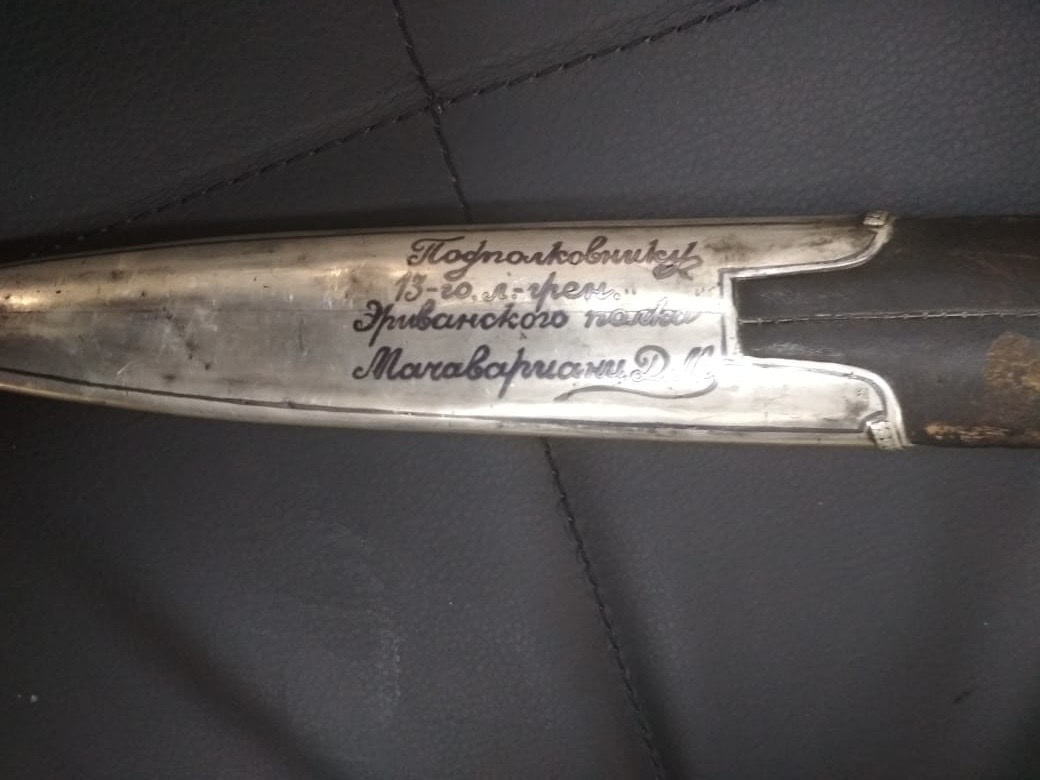 Подполковнику
13-го л.-грен.
Эриванского полка
Мачавариани Д.М.